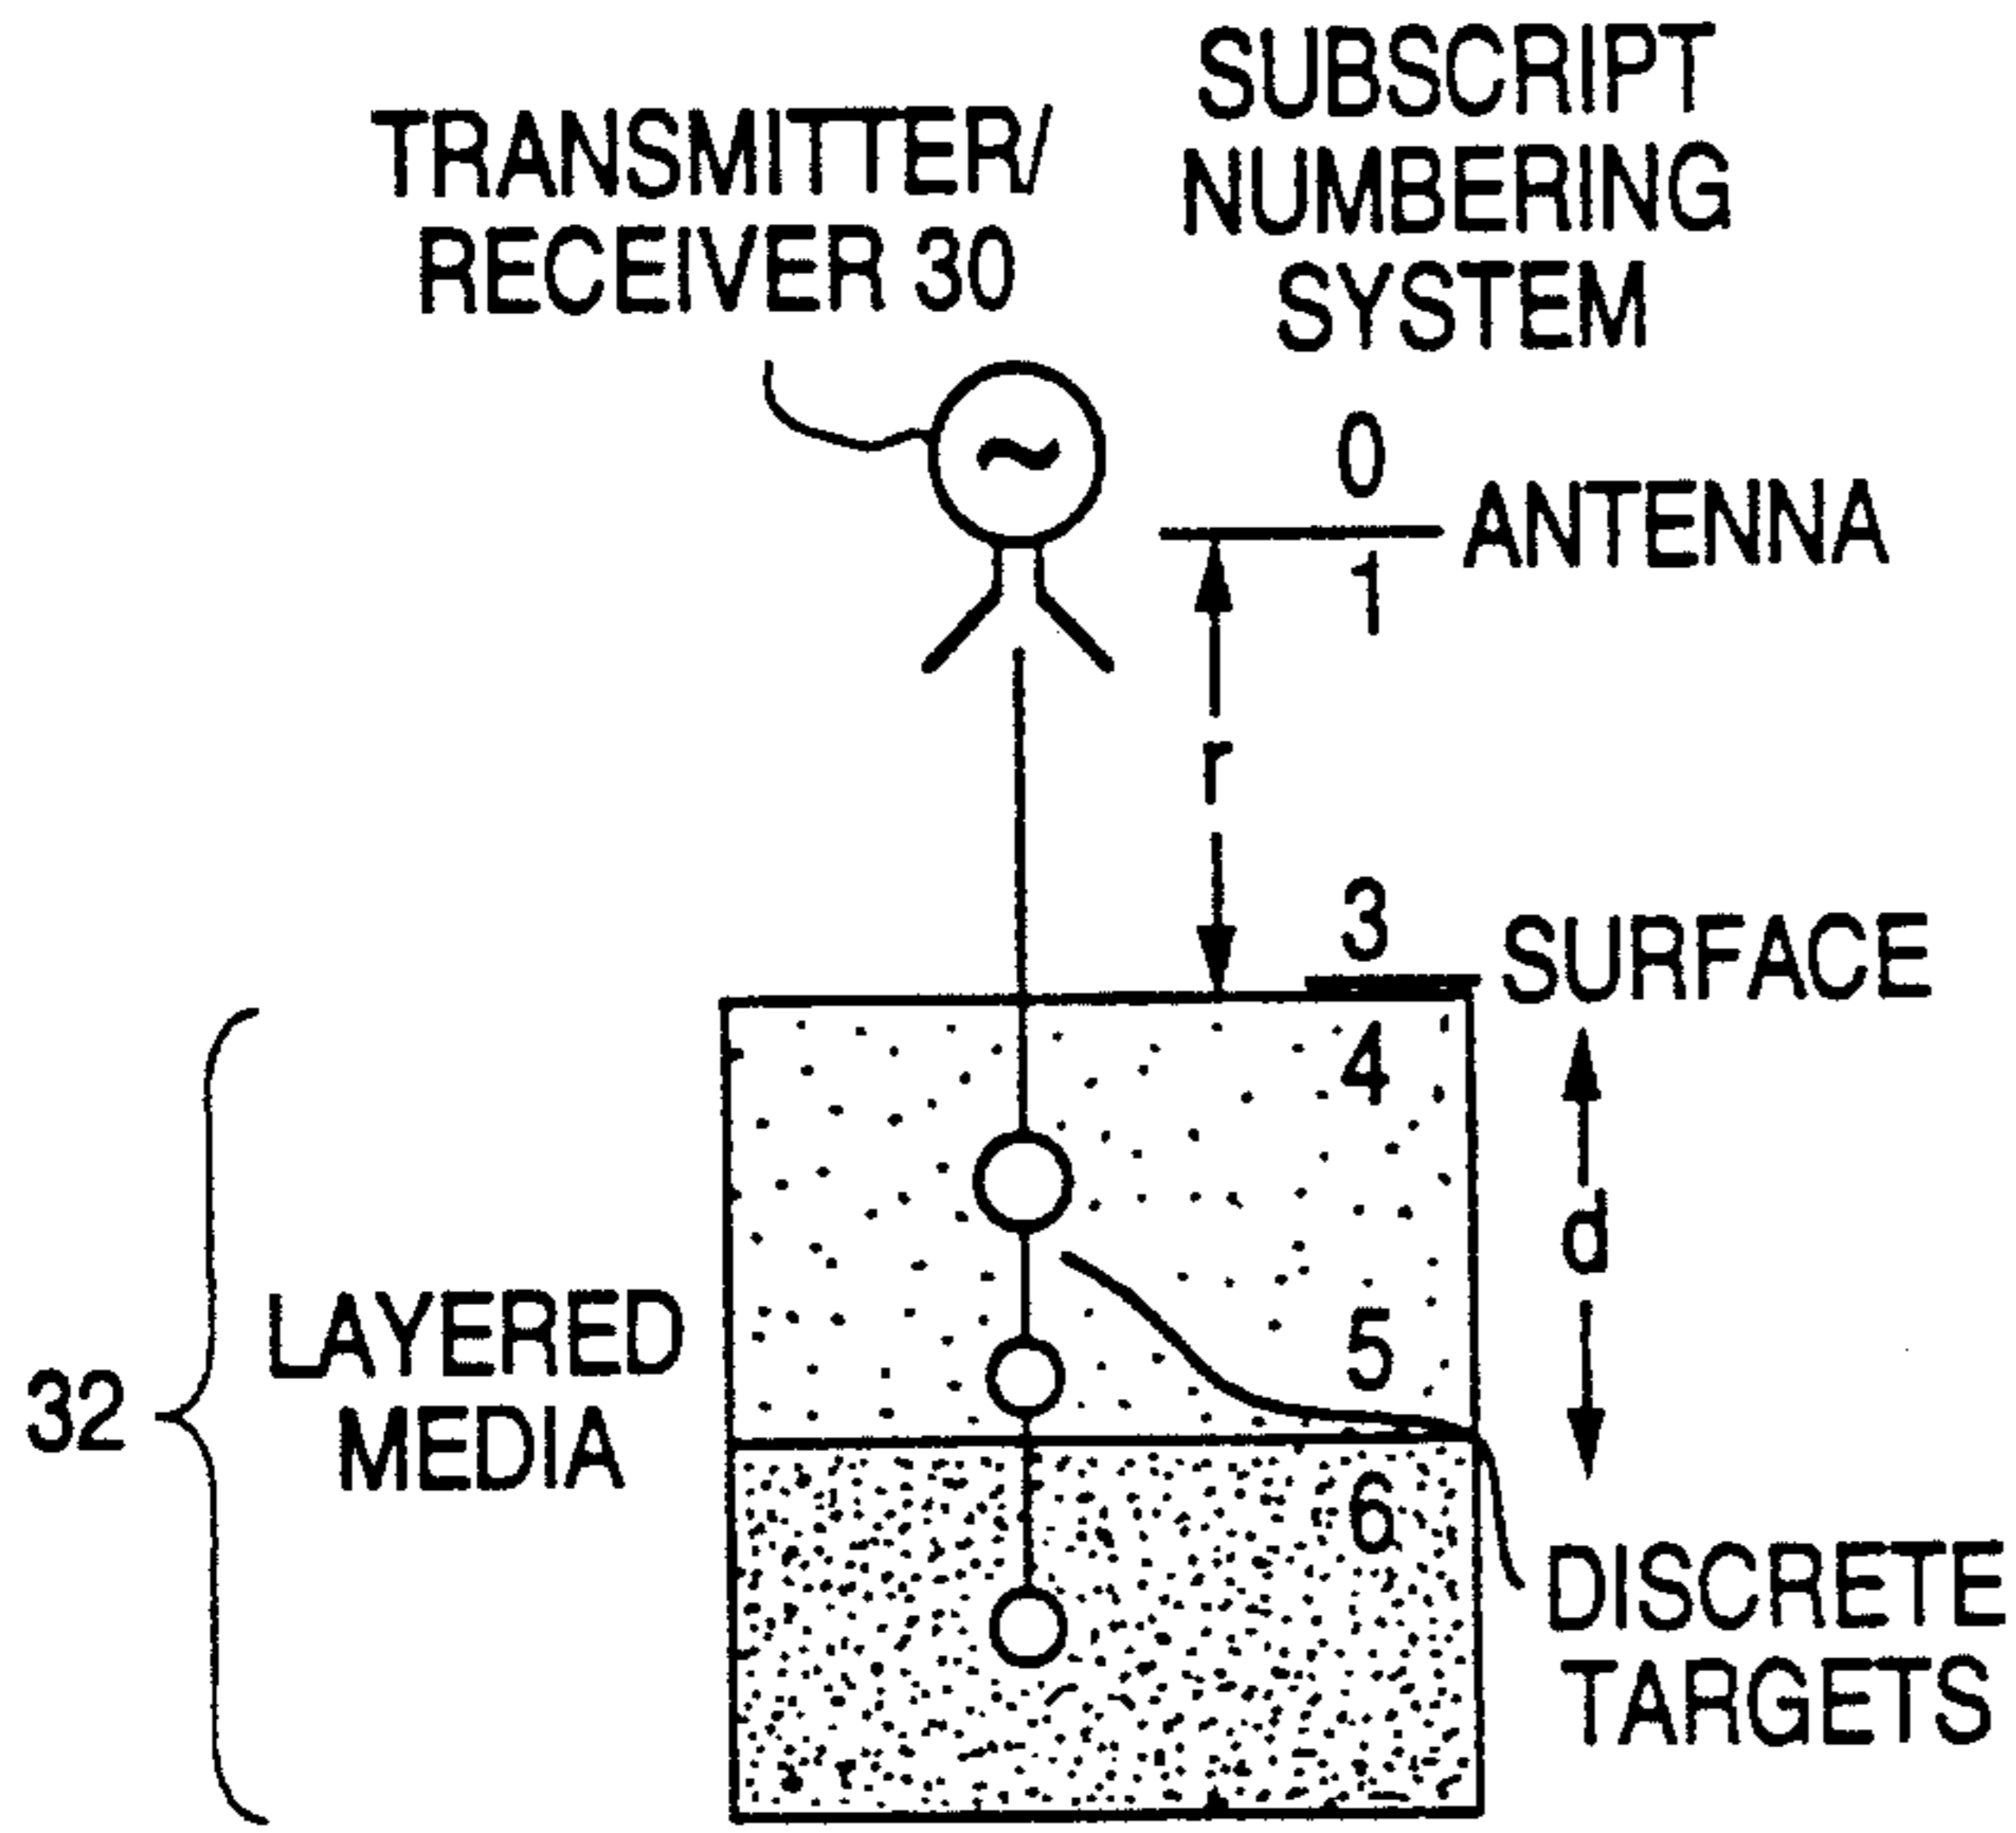 SUBSCRIPT
NUMBERING
SYSTEM
TRANSMITTER/
RECEIVER 30
0
ANTENNA
1
r
3
SURFACE
4
d
5
LAYERED
MEDIA
32
6
DISCRETE
TARGETS